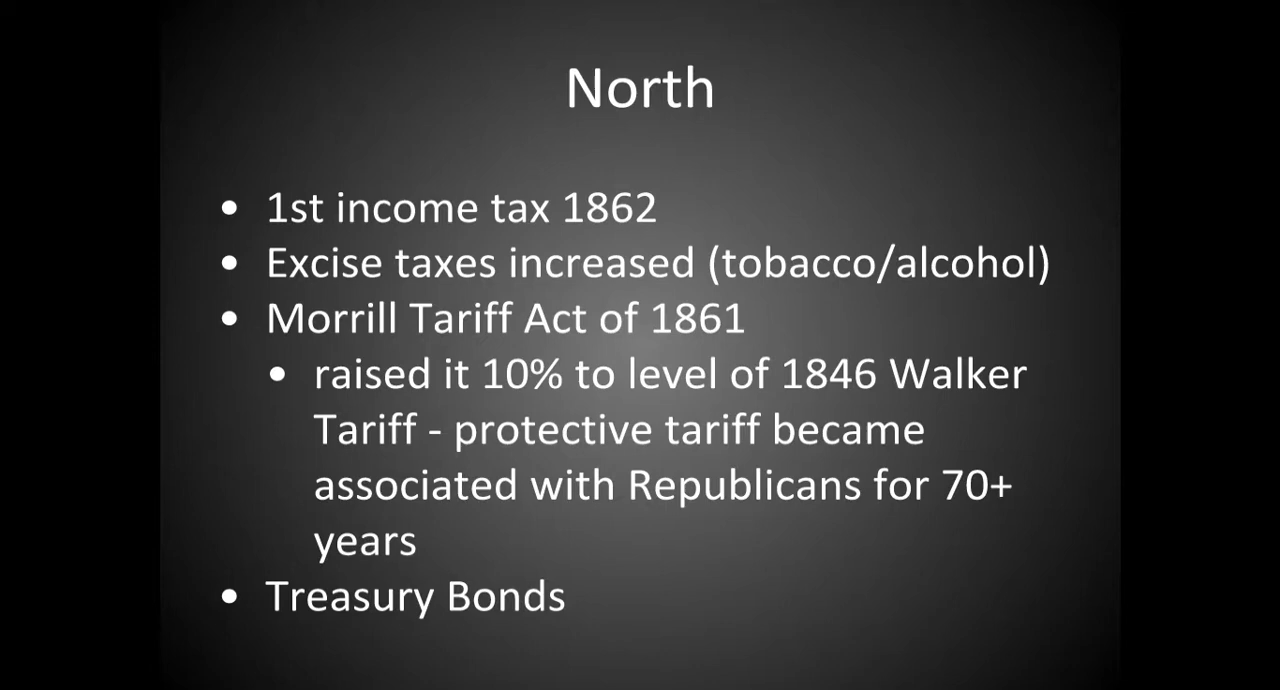 North
• 1st income tax 1862
• Excise taxes increased (tobacco/alcohol)
• Morrill Tariff Act of 1861
• raised it 10% to level of 1846 Walker
Tariff - protective tariff became
associated with Republicans for 70+
years
• Treasury Bonds